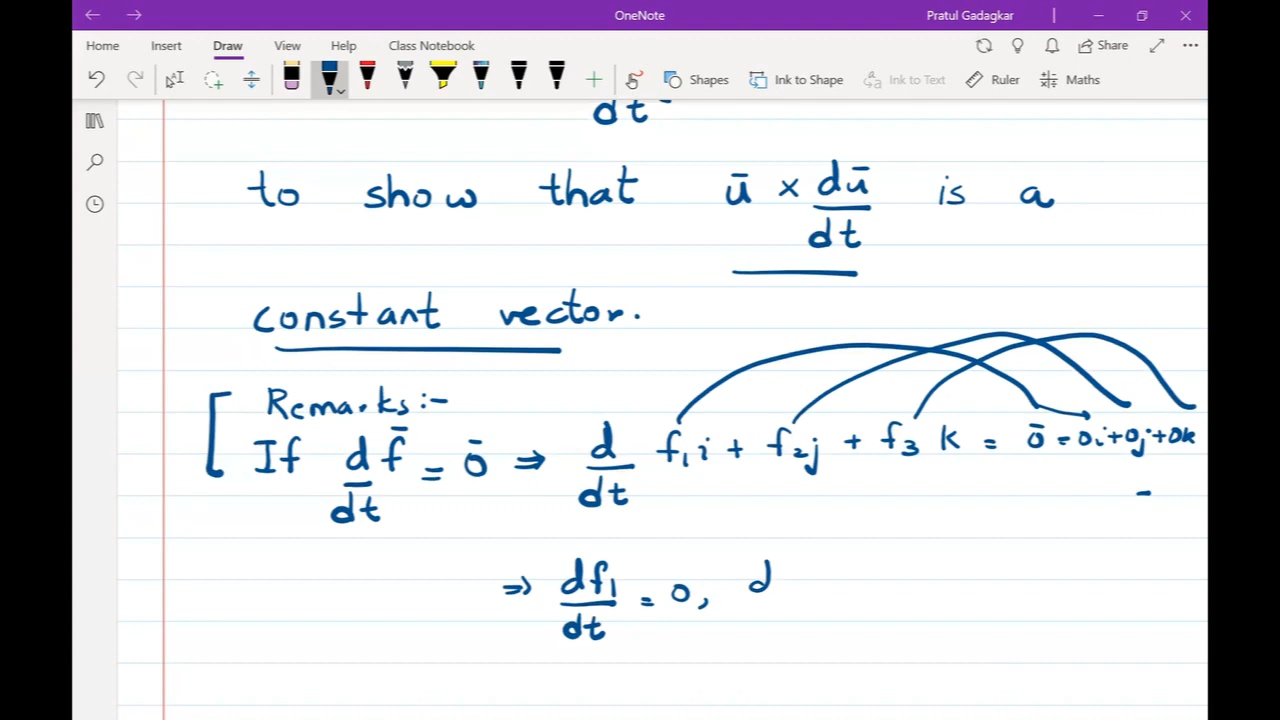 OneNote
Pratul Gadagkar
Home Insert Draw View Help Class Notebook Share
Shapes Ink to Shape Ink to Text Ruler Maths
dt
to show that ū × dū/dt is a
constant vector.
Remarks:-
If d f̄/dt = ō ⇒ d/dt f₁i + f₂j + f₃ k = ō = 0i+0j+0k
⇒ df₁/dt = 0, d